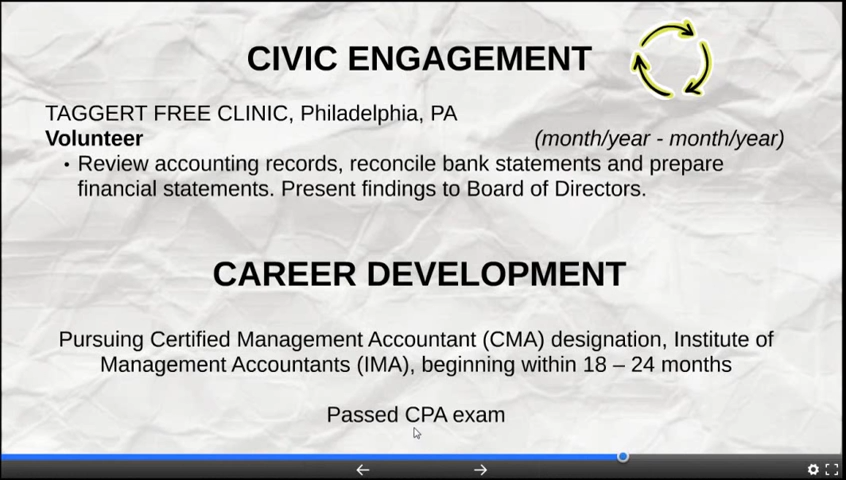 CIVIC ENGAGEMENT
TAGGERT FREE CLINIC, Philadelphia, PA
Volunteer (month/year - month/year)
• Review accounting records, reconcile bank statements and prepare
financial statements. Present findings to Board of Directors.
CAREER DEVELOPMENT
Pursuing Certified Management Accountant (CMA) designation, Institute of
Management Accountants (IMA), beginning within 18 – 24 months
Passed CPA exam